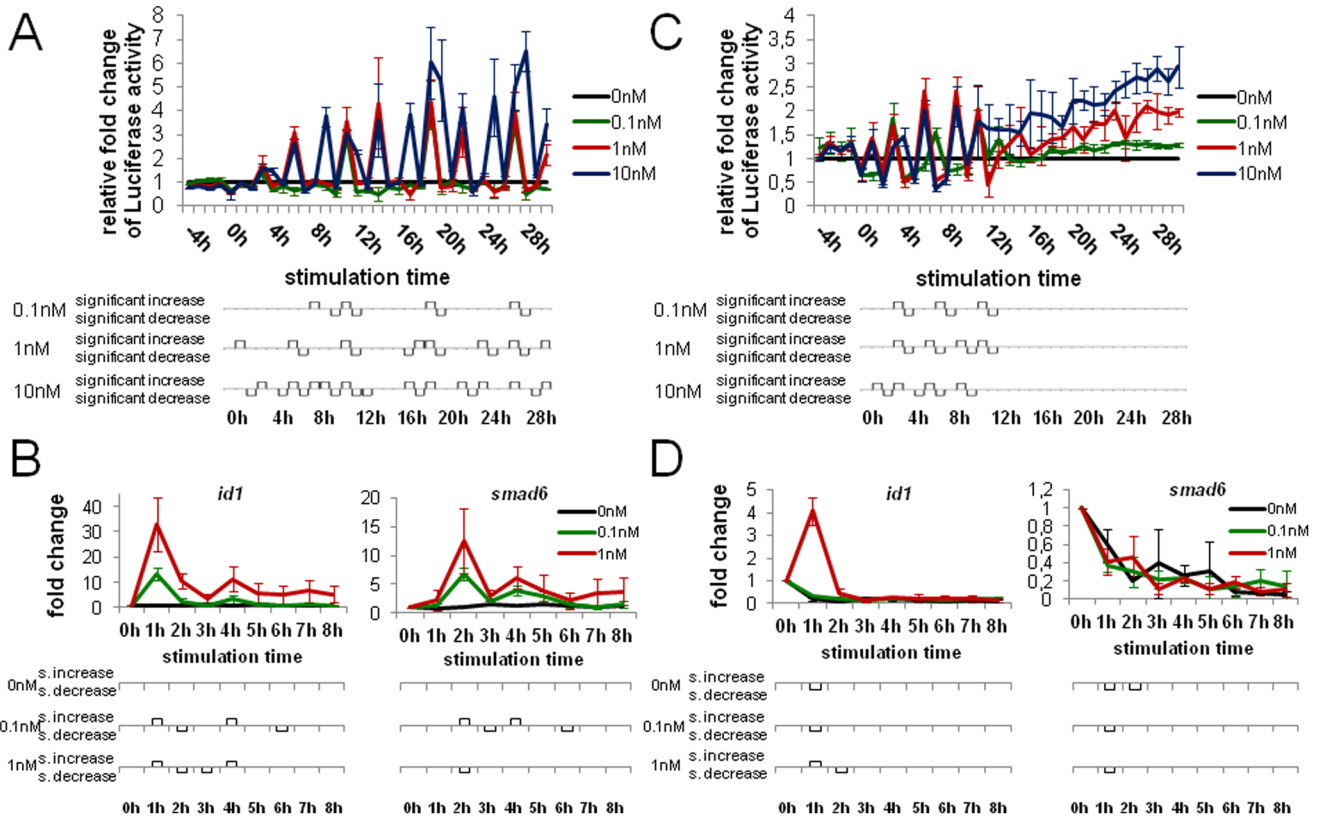 A
relative fold change
of Luciferase activity
8
7
6
5
4
3
2
1
0
-4h 0h 4h 8h 12h 16h 20h 24h 28h
stimulation time
0nM
0.1nM
1nM
10nM
0.1nM significant increase
significant decrease
1nM significant increase
significant decrease
10nM significant increase
significant decrease
0h 4h 8h 12h 16h 20h 24h 28h
C
relative fold change
of Luciferase activity
4
3,5
3
2,5
2
1,5
1
0,5
0
-4h 0h 4h 8h 12h 16h 20h 24h 28h
stimulation time
0nM
0.1nM
1nM
10nM
0.1nM significant increase
significant decrease
1nM significant increase
significant decrease
10nM significant increase
significant decrease
0h 4h 8h 12h 16h 20h 24h 28h
B
fold change
id1
40
30
20
10
0
0h 1h 2h 3h 4h 5h 6h 7h 8h
stimulation time
smad6
20
15
10
5
0
0h 1h 2h 3h 4h 5h 6h 7h 8h
stimulation time
0nM
0.1nM
1nM
0nM s. increase
s. decrease
0.1nM s. increase
s. decrease
1nM s. increase
s. decrease
0h 1h 2h 3h 4h 5h 6h 7h 8h
0h 1h 2h 3h 4h 5h 6h 7h 8h
D
fold change
id1
5
4
3
2
1
0
0h 1h 2h 3h 4h 5h 6h 7h 8h
stimulation time
smad6
1,2
1
0,8
0,6
0,4
0,2
0
0h 1h 2h 3h 4h 5h 6h 7h 8h
stimulation time
0nM
0.1nM
1nM
0nM s. increase
s. decrease
0.1nM s. increase
s. decrease
1nM s. increase
s. decrease
0h 1h 2h 3h 4h 5h 6h 7h 8h
0h 1h 2h 3h 4h 5h 6h 7h 8h